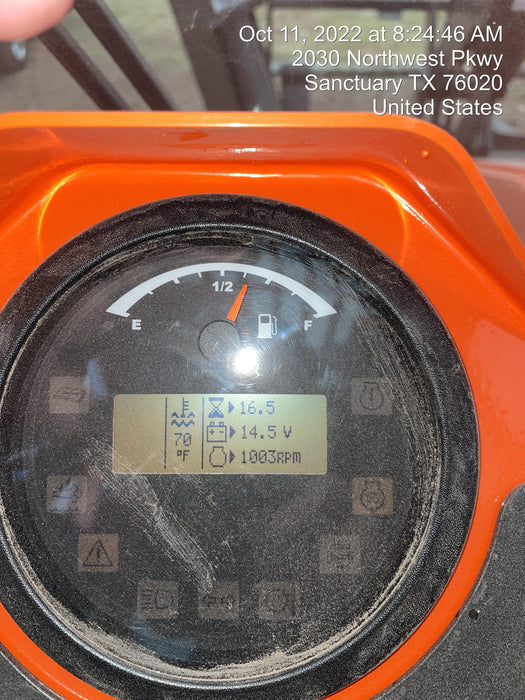 Oct 11, 2022 at 8:24:46 AM
2030 Northwest Pkwy
Sanctuary TX 76020
United States
1/2
E F
16.5
70 14.5 V
°F 1003RPM